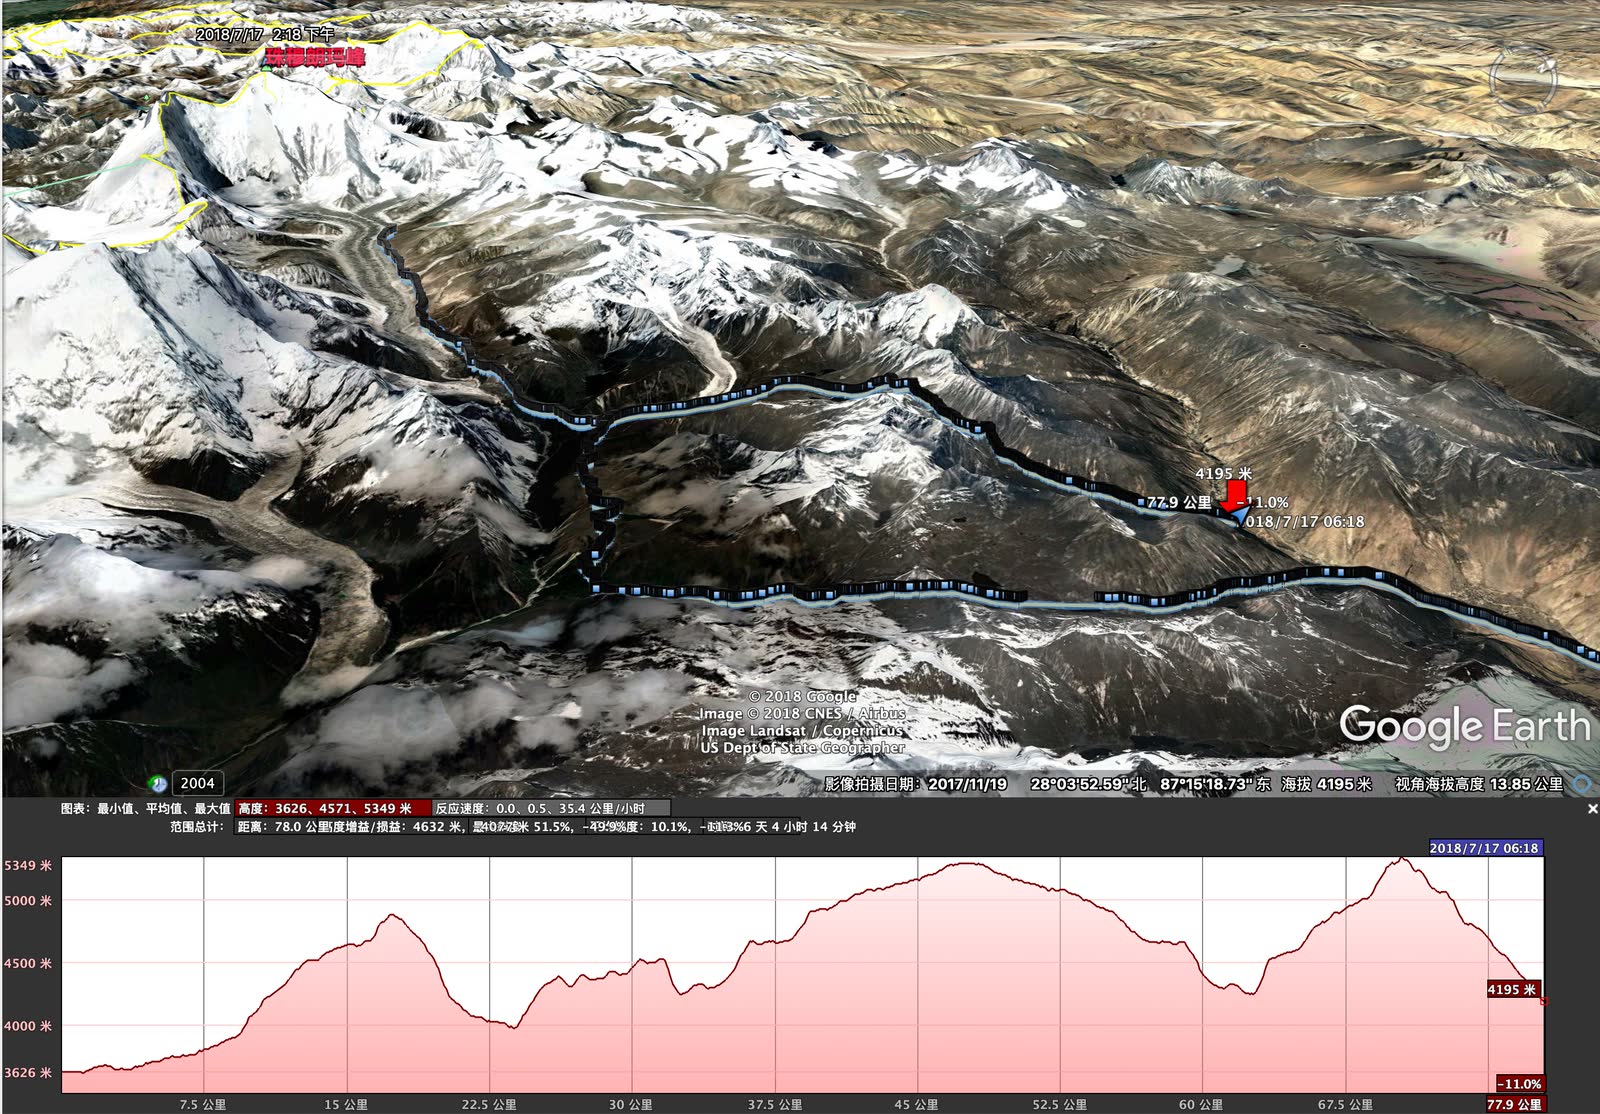 2018/7/17 2:18 下午
珠穆朗玛峰
4195 米
77.9 公里 -11.0%
018/7/17 06:18
© 2018 Google
Image © 2018 CNES / Airbus
Image Landsat / Copernicus
US Dept of State Geographer
Google Earth
2004
影像拍摄日期: 2017/11/19 28°03'52.59"北 87°15'18.73"东 海拔 4195 米 视角海拔高度 13.85 公里
图表: 最小值、平均值、最大值 高度: 3626、4571、5349 米 反应速度: 0.0、0.5、35.4 公里/小时
范围总计: 距离: 78.0 公里 度增益/损益: 4632 米, 51.5%, -49.9% 度: 10.1%, 6 天 4 小时 14 分钟
2018/7/17 06:18
5349 米
5000 米
4500 米
4195 米
4000 米
3626 米
-11.0%
7.5 公里 15 公里 22.5 公里 30 公里 37.5 公里 45 公里 52.5 公里 60 公里 67.5 公里 77.9 公里